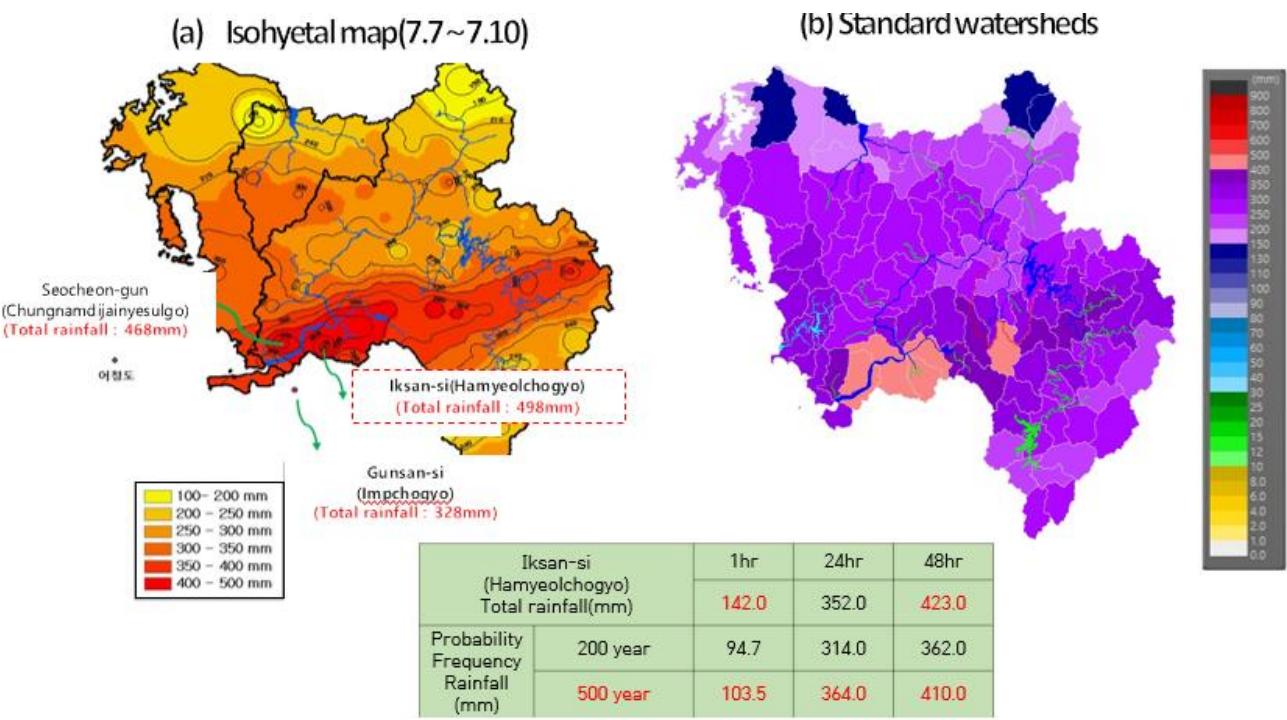 (a) Isohyetal map(7.7~7.10)
(b) Standard watersheds
Seocheon-gun
(Chungnamdijainyesulgo)
(Total rainfall : 468mm)
어청도
Iksan-si(Hamyeolchogyo)
(Total rainfall : 498mm)
Gunsan-si
(Impchogyo)
(Total rainfall : 328mm)
100- 200 mm
200 - 250 mm
250 - 300 mm
300 - 350 mm
350 - 400 mm
400 - 500 mm
(mm)
900
800
700
600
500
400
350
300
250
200
150
130
110
100
90
80
70
60
50
40
30
25
20
15
12
10
8.0
6.0
4.0
2.0
1.0
0.0
Iksan-si
(Hamyeolchogyo)
Total rainfall(mm)
1hr 24hr 48hr
142.0 352.0 423.0
Probability
Frequency
Rainfall
(mm)
200 year 94.7 314.0 362.0
500 year 103.5 364.0 410.0